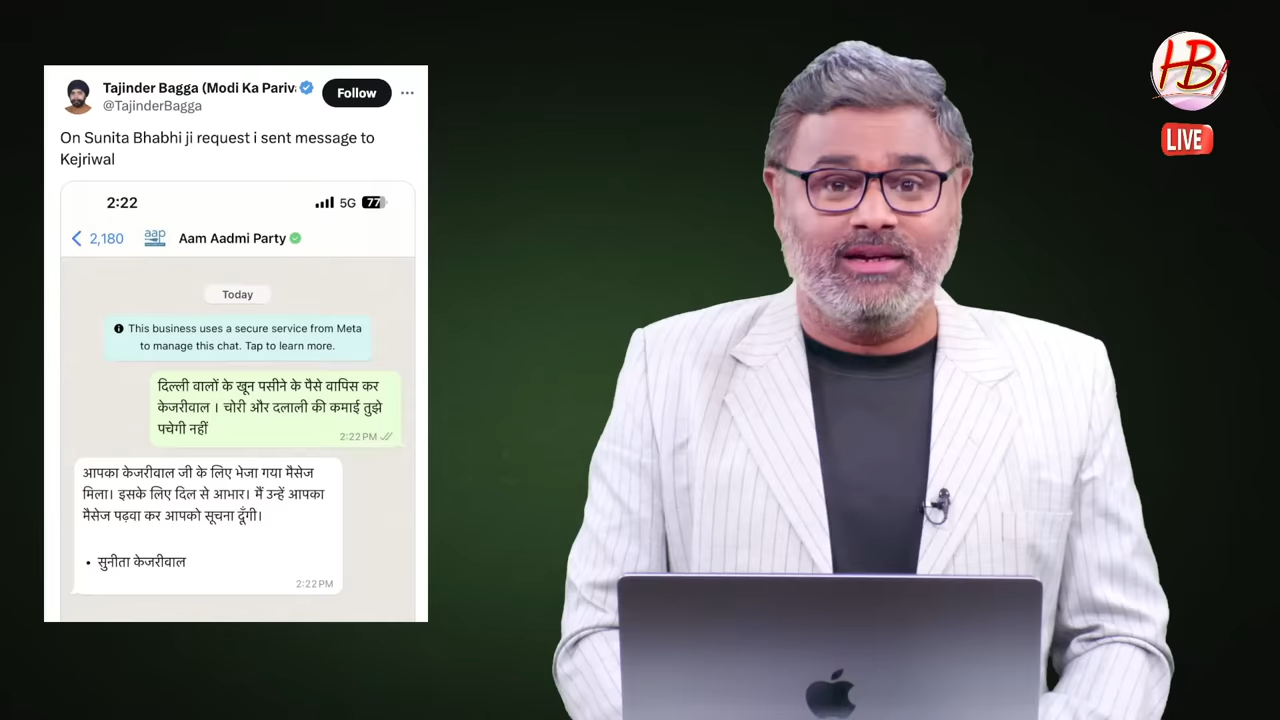 Tajinder Bagga (Modi Ka Pariv
@TajinderBagga
Follow
On Sunita Bhabhi ji request i sent message to
Kejriwal
2:22
5G
77
2,180
aap
Aam Aadmi Party
Today
This business uses a secure service from Meta
to manage this chat. Tap to learn more.
दिल्ली वालों के खून पसीने के पैसे वापिस कर
केजरीवाल । चोरी और दलाली की कमाई तुझे
पचेगी नहीं
2:22 PM
आपका केजरीवाल जी के लिए भेजा गया मैसेज
मिला। इसके लिए दिल से आभार। मैं उन्हें आपका
मैसेज पढ़वा कर आपको सूचना दूँगी।
• सुनीता केजरीवाल
2:22 PM
HBI
LIVE